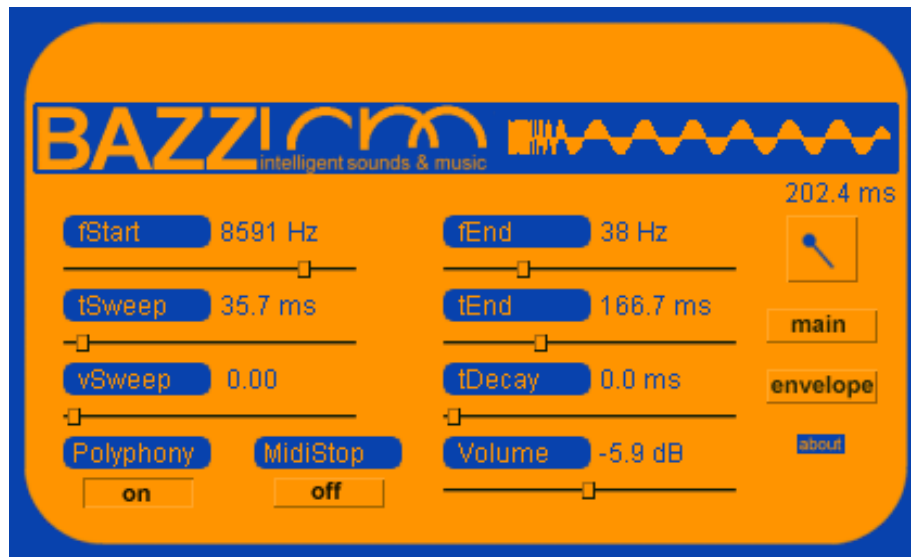 BAZZ!
intelligent sounds & music
202.4 ms
fStart 8591 Hz
fEnd 38 Hz
tSweep 35.7 ms
tEnd 166.7 ms
main
vSweep 0.00
tDecay 0.0 ms
envelope
Polyphony MidiStop
Volume -5.9 dB
about
on off